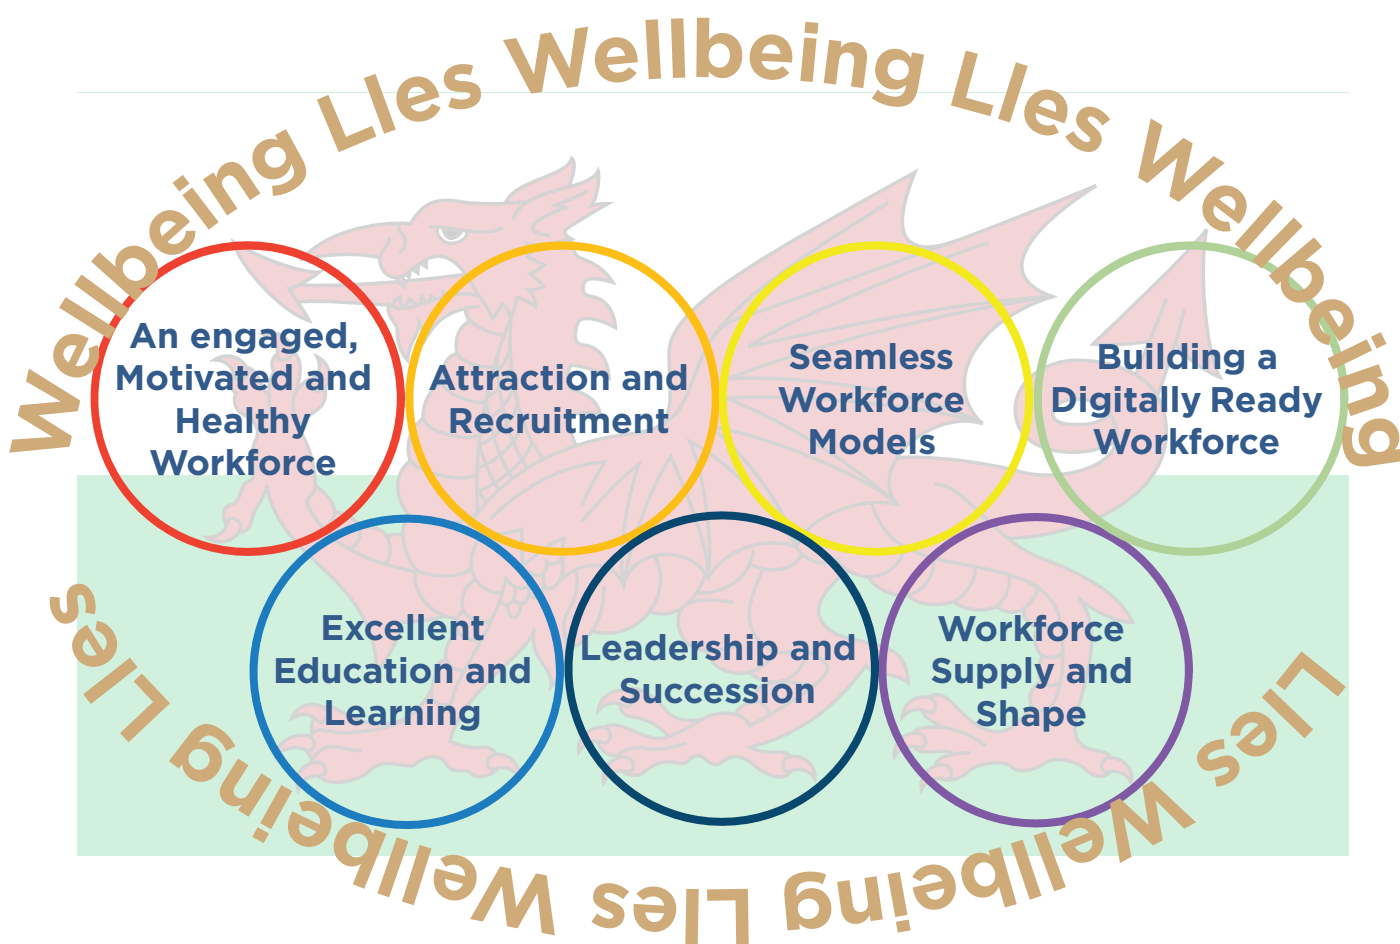 Wellbeing Lles Wellbeing Lles Wellbeing Lles Wellbeing Lles Wellbeing Lles
An engaged,
Motivated and
Healthy
Workforce
Attraction and
Recruitment
Seamless
Workforce
Models
Building a
Digitally Ready
Workforce
Excellent
Education and
Learning
Leadership and
Succession
Workforce
Supply and
Shape